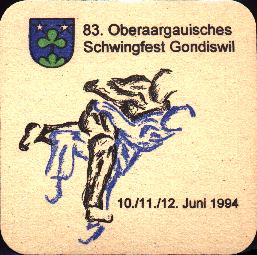 83. Oberaargauisches
Schwingfest Gondiswil
10./11./12. Juni 1994